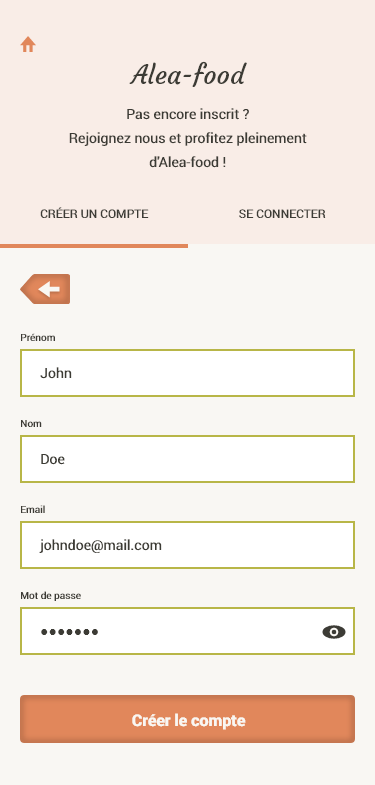 Alea-food
Pas encore inscrit ?
Rejoignez nous et profitez pleinement
d'Alea-food !
CRÉER UN COMPTE
SE CONNECTER
Prénom
John
Nom
Doe
Email
johndoe@mail.com
Mot de passe
•••••••
Créer le compte